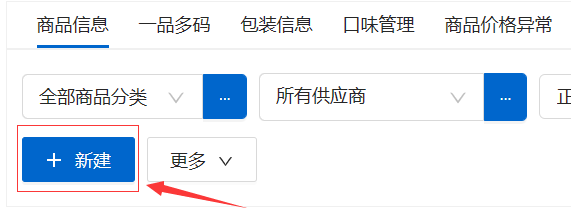 商品信息 一品多码 包装信息 口味管理 商品价格异常
全部商品分类 ... 所有供应商 ... 正
+ 新建 更多